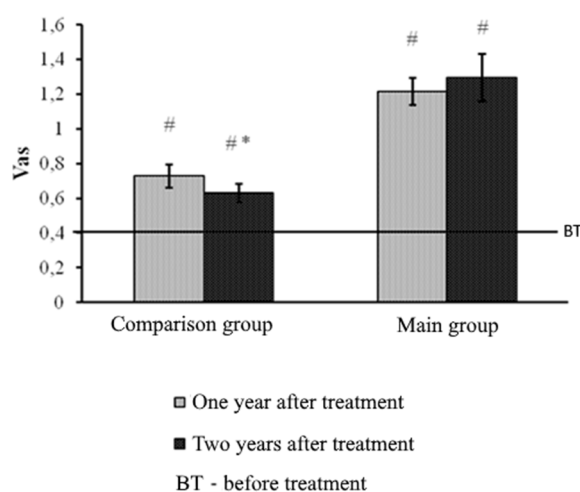 Vas
1,6
1,4
1,2
1
0,8
0,6
0,4
0,2
0
#
#*
#
#
BT
Comparison group
Main group
One year after treatment
Two years after treatment
BT - before treatment